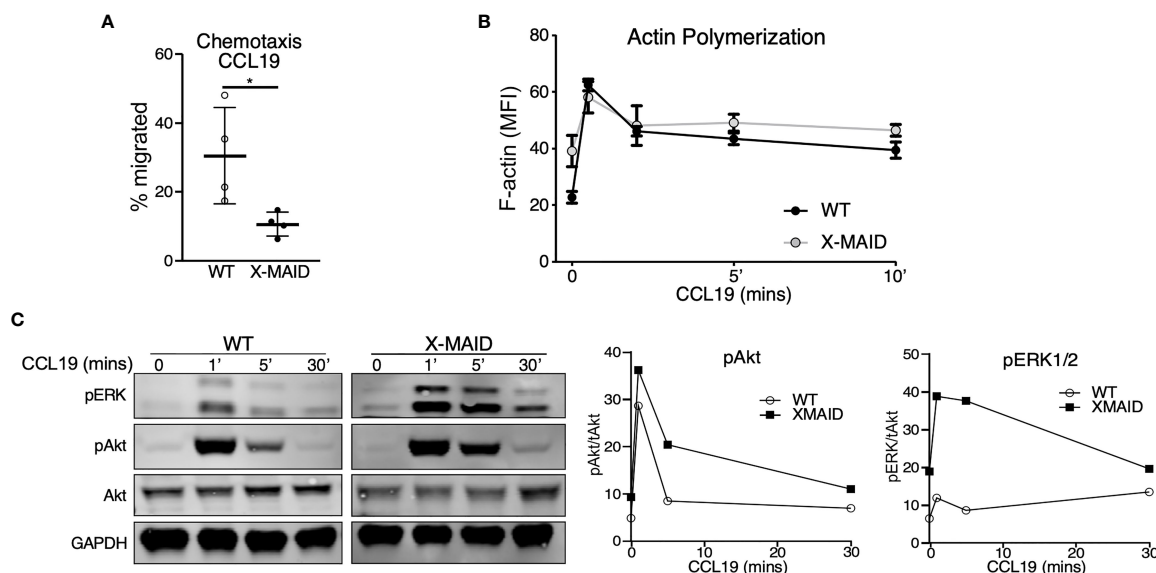 A
Chemotaxis
CCL19
*
% migrated
60
40
20
0
WT X-MAID
B
Actin Polymerization
F-actin (MFI)
80
60
40
20
0
WT
X-MAID
0 5’ 10’
CCL19 (mins)
C
WT X-MAID
CCL19 (mins) 0 1’ 5’ 30’ 0 1’ 5’ 30’
pERK
pAkt
Akt
GAPDH
pAkt
WT
XMAID
pAkt/tAkt
40
30
20
10
0
0 10 20 30
CCL19 (mins)
pERK1/2
WT
XMAID
pERK/tAkt
50
40
30
20
10
0
0 10 20 30
CCL19 (mins)